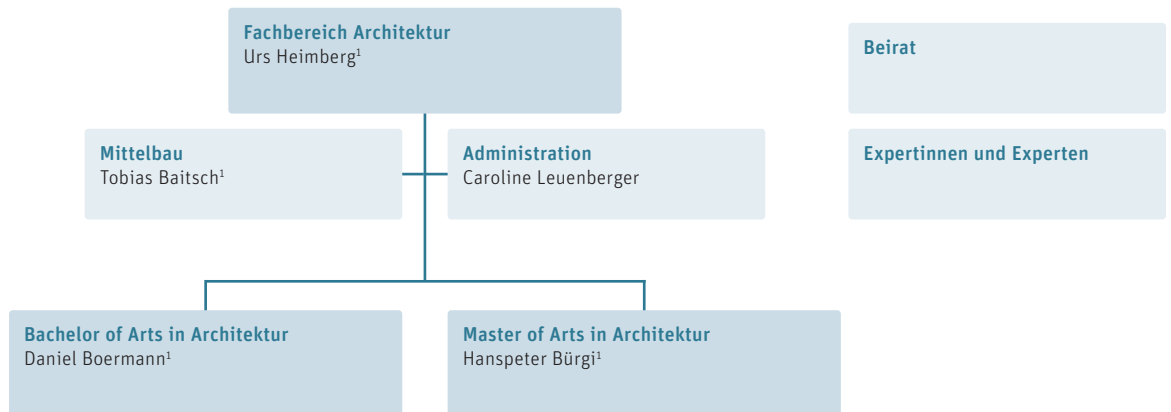 Fachbereich Architektur
Urs Heimberg¹
Beirat
Mittelbau
Tobias Baitsch¹
Administration
Caroline Leuenberger
Expertinnen und Experten
Bachelor of Arts in Architektur
Daniel Boermann¹
Master of Arts in Architektur
Hanspeter Bürgi¹